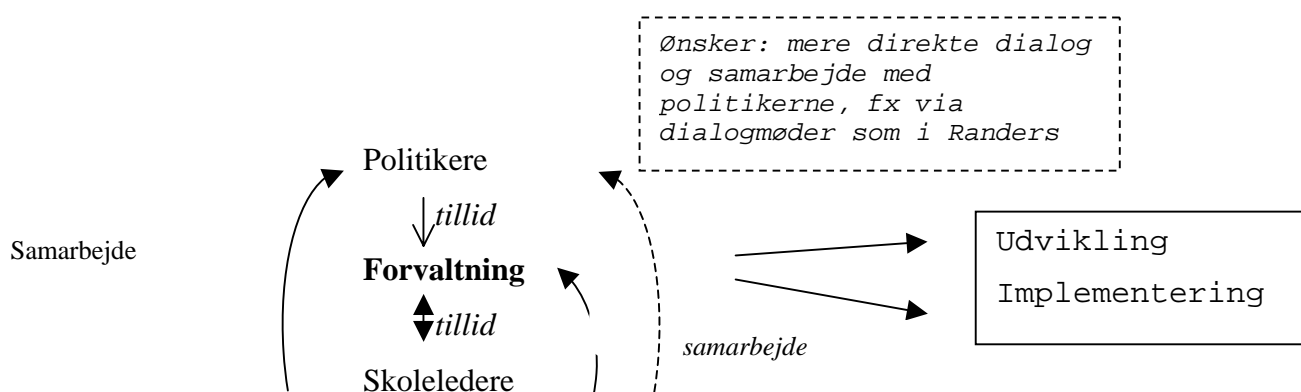 Ønsker: mere direkte dialog
og samarbejde med
politikerne, fx via
dialogmøder som i Randers
Politikere
tillid
Samarbejde
Forvaltning
tillid
Skoleledere
samarbejde
Udvikling
Implementering